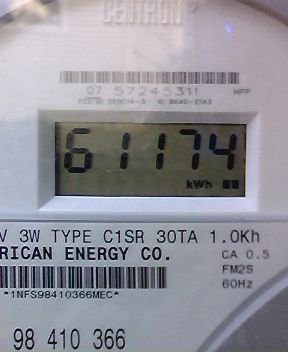 CENTRON
07 57245311
61174
kWh
V 3W TYPE C1SR 30TA 1.0Kh
RICAN ENERGY CO. CA 0.5
FM2S
*1NFS98410366MEC* 60Hz
98 410 366